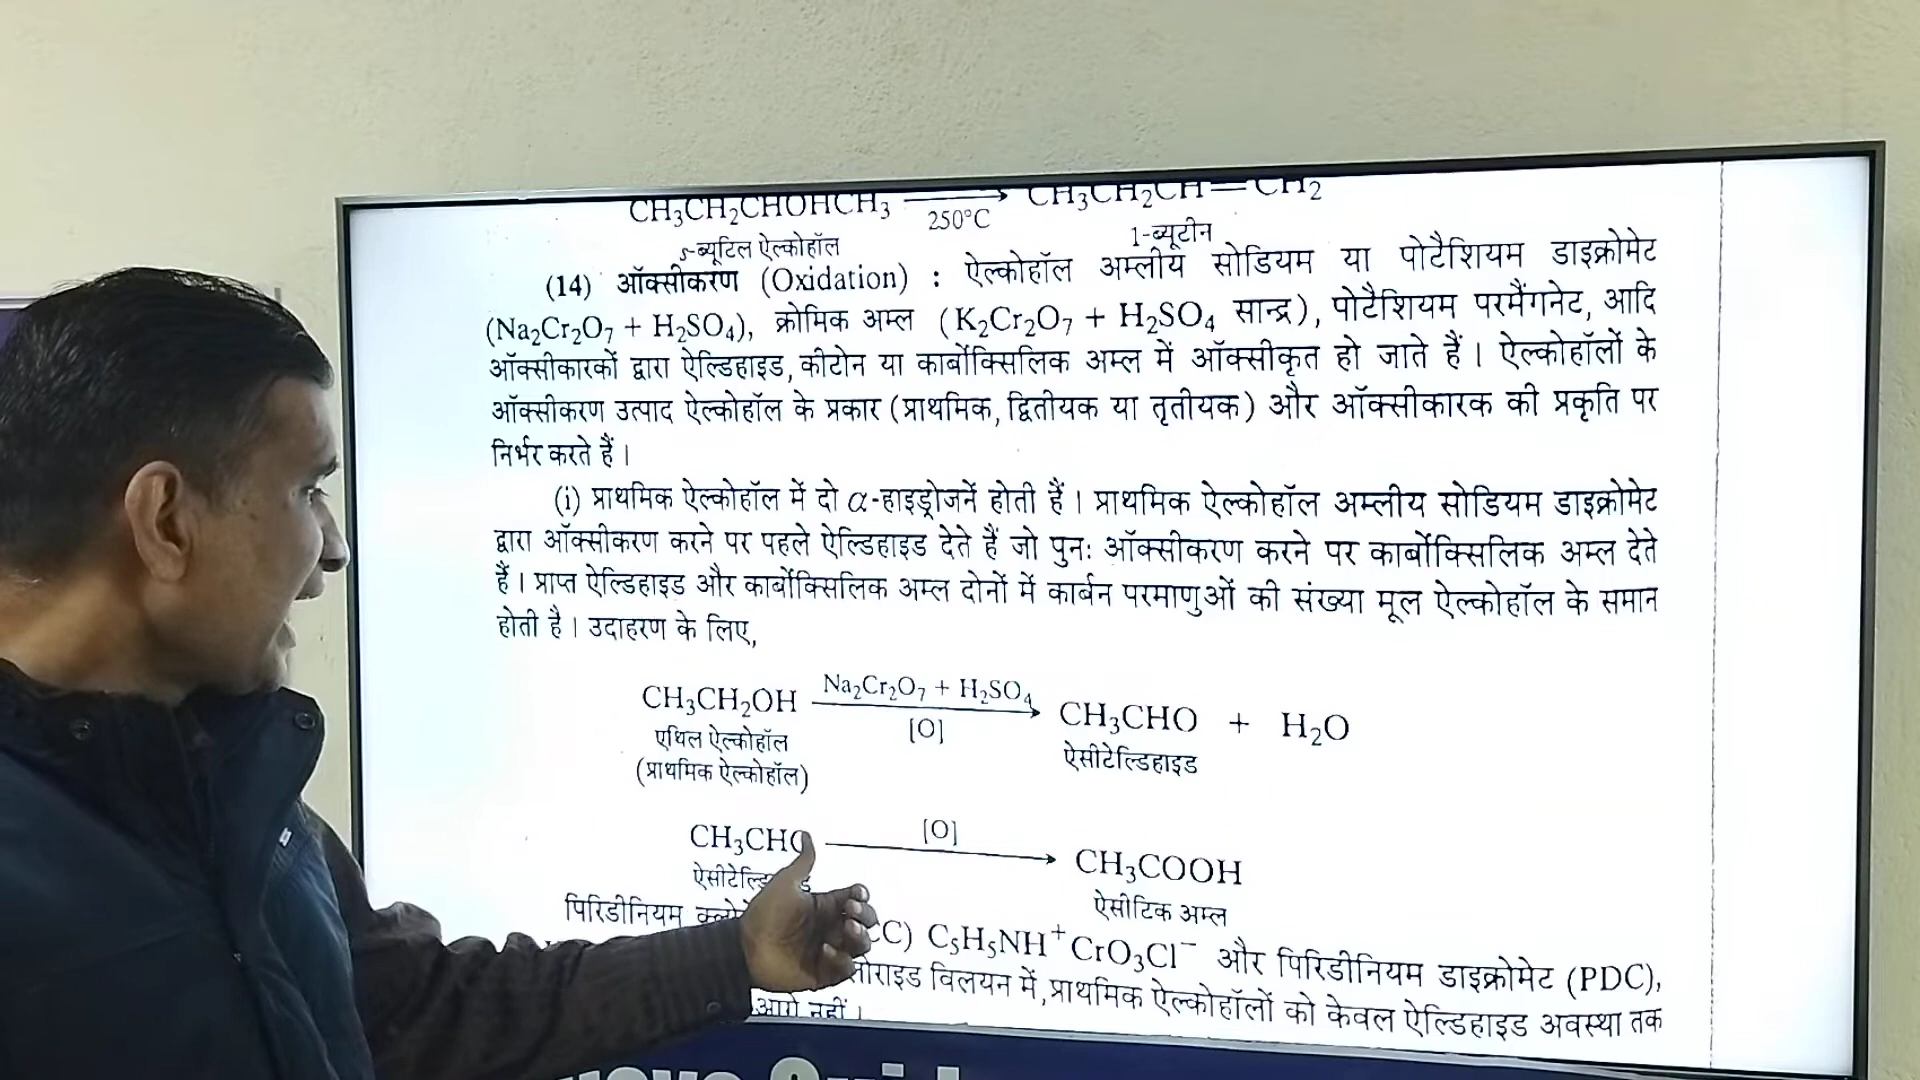 CH₃CH₂CHOHCH₃ ⟶ CH₃CH₂CH=CH₂
250°C
s-ब्यूटिल ऐल्कोहॉल 1-ब्यूटीन
(14) ऑक्सीकरण (Oxidation) : ऐल्कोहॉल अम्लीय सोडियम या पोटैशियम डाइक्रोमेट
(Na₂Cr₂O₇ + H₂SO₄), क्रोमिक अम्ल (K₂Cr₂O₇ + H₂SO₄ सान्द्र), पोटैशियम परमैंगनेट, आदि
ऑक्सीकारकों द्वारा ऐल्डिहाइड, कीटोन या कार्बोक्सिलिक अम्ल में ऑक्सीकृत हो जाते हैं। ऐल्कोहॉलों के
ऑक्सीकरण उत्पाद ऐल्कोहॉल के प्रकार (प्राथमिक, द्वितीयक या तृतीयक) और ऑक्सीकारक की प्रकृति पर
निर्भर करते हैं।
(i) प्राथमिक ऐल्कोहॉल में दो α-हाइड्रोजनें होती हैं। प्राथमिक ऐल्कोहॉल अम्लीय सोडियम डाइक्रोमेट
द्वारा ऑक्सीकरण करने पर पहले ऐल्डिहाइड देते हैं जो पुनः ऑक्सीकरण करने पर कार्बोक्सिलिक अम्ल देते
हैं। प्राप्त ऐल्डिहाइड और कार्बोक्सिलिक अम्ल दोनों में कार्बन परमाणुओं की संख्या मूल ऐल्कोहॉल के समान
होती है। उदाहरण के लिए,
Na₂Cr₂O₇ + H₂SO₄
CH₃CH₂OH ⟶ CH₃CHO + H₂O
[O]
एथिल ऐल्कोहॉल ऐसीटेल्डिहाइड
(प्राथमिक ऐल्कोहॉल)
[O]
CH₃CHO ⟶ CH₃COOH
ऐसीटिक अम्ल
पिरिडीनियम CC) C₅H₅NH⁺CrO₃Cl⁻ और पिरिडीनियम डाइक्रोमेट (PDC),
विलयन में, प्राथमिक ऐल्कोहॉलों को केवल ऐल्डिहाइड अवस्था तक
आगे नहीं।